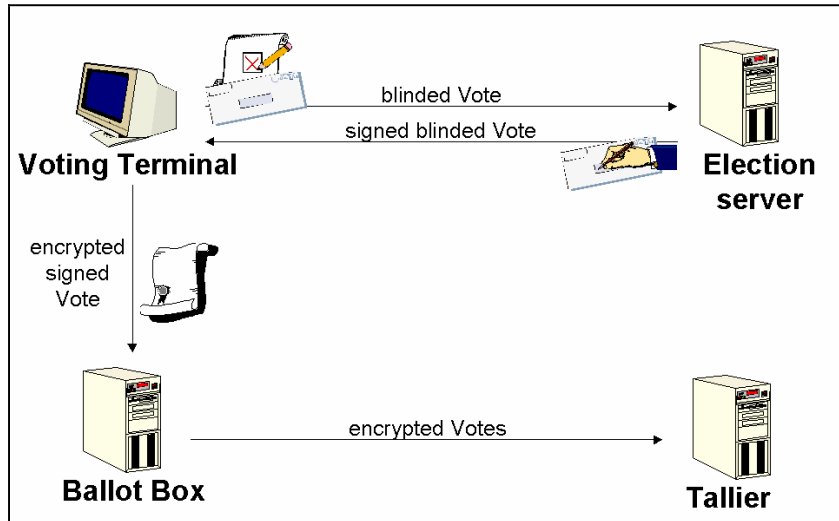 blinded Vote
signed blinded Vote
Voting Terminal
Election
server
encrypted
signed
Vote
encrypted Votes
Ballot Box
Tallier